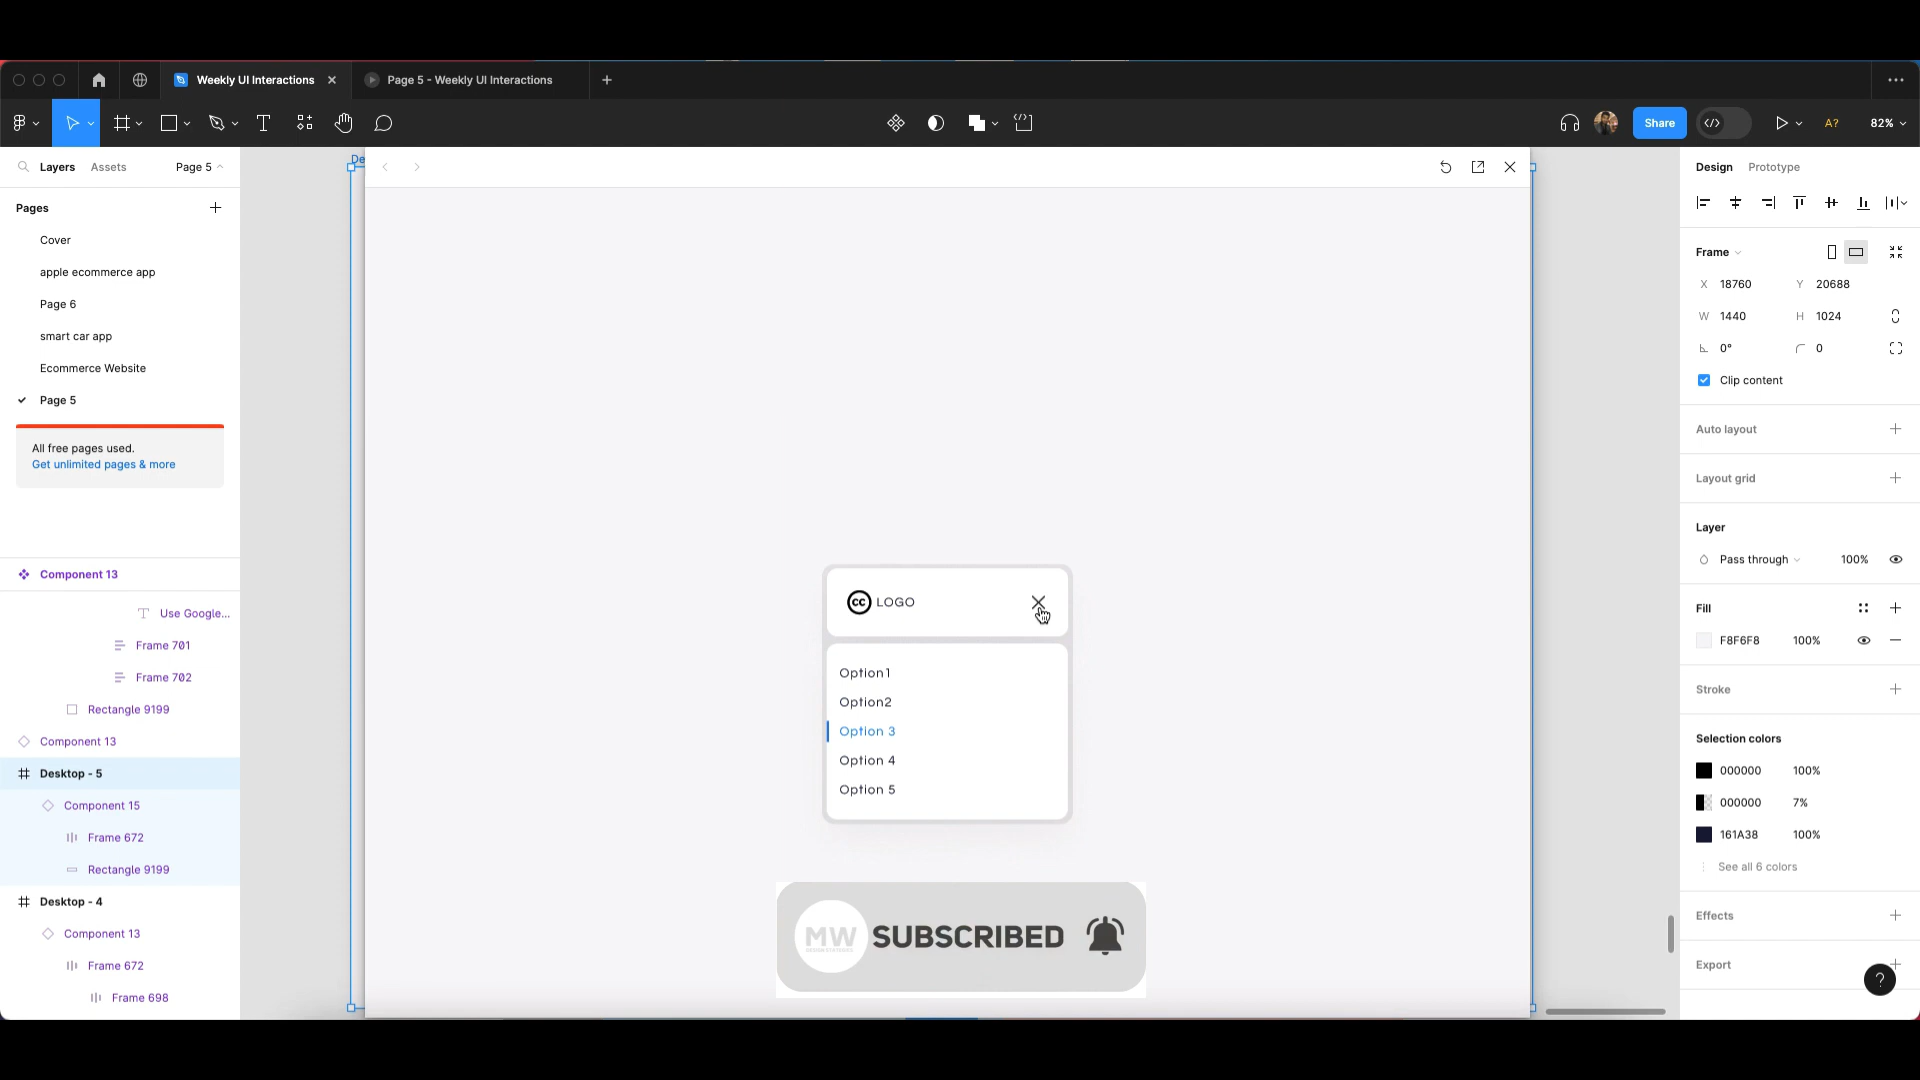 Weekly UI Interactions
Page 5 - Weekly UI Interactions
Share
A?
82%
Layers
Assets
Page 5
Pages
Cover
apple ecommerce app
Page 6
smart car app
Ecommerce Website
Page 5
All free pages used.
Get unlimited pages & more
Component 13
Use Google...
Frame 701
Frame 702
Rectangle 9199
Component 13
Desktop - 5
Component 15
Frame 672
Rectangle 9199
Desktop - 4
Component 13
Frame 672
Frame 698
De
CC LOGO
Option1
Option2
Option 3
Option 4
Option 5
MW
SUBSCRIBED
Design
Prototype
Frame
X 18760 Y 20688
W 1440 H 1024
0° 0
Clip content
Auto layout
Layout grid
Layer
Pass through 100%
Fill
F8F6F8 100%
Stroke
Selection colors
000000 100%
000000 7%
161A38 100%
See all 6 colors
Effects
Export
?